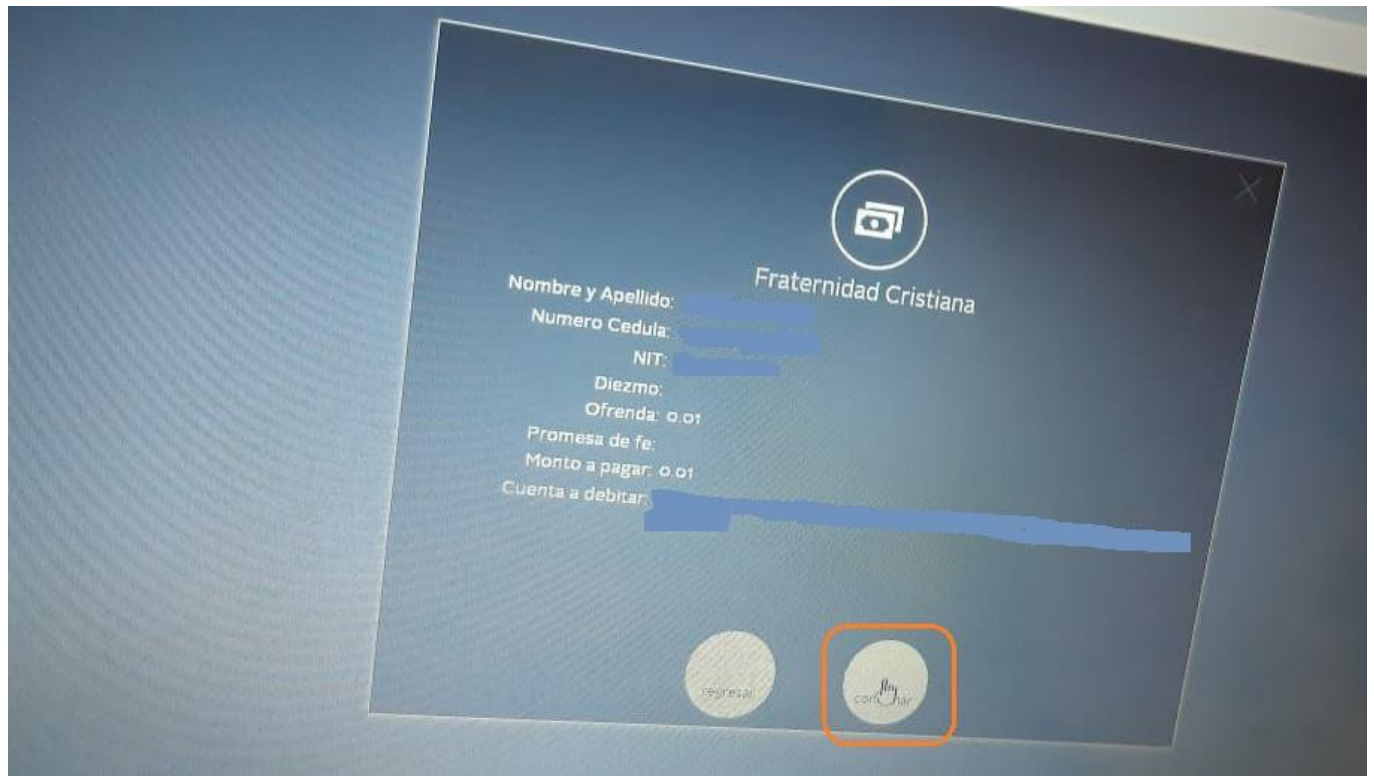 Fraternidad Cristiana
Nombre y Apellido:
Numero Cedula:
NIT:
Diezmo:
Ofrenda: 0.01
Promesa de fe:
Monto a pagar: 0.01
Cuenta a debitar:
regresar